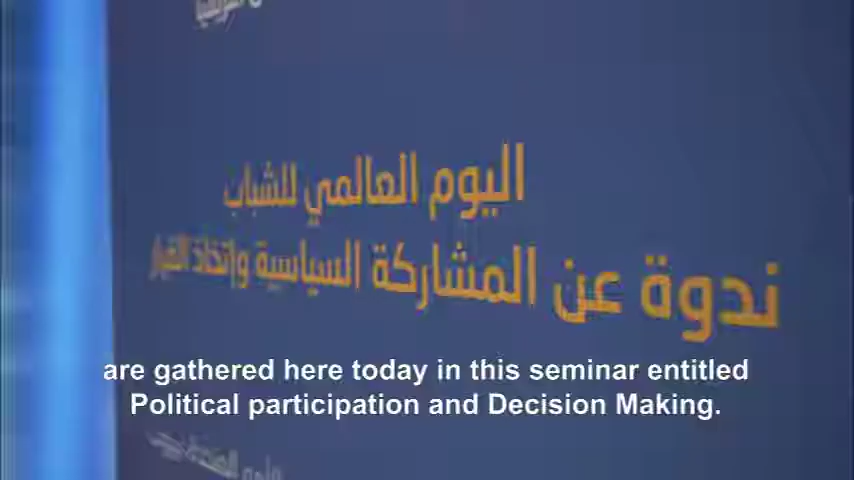 اليوم العالمي للشباب
ندوة عن المشاركة السياسية وإتخاذ القرار
are gathered here today in this seminar entitled
Political participation and Decision Making.